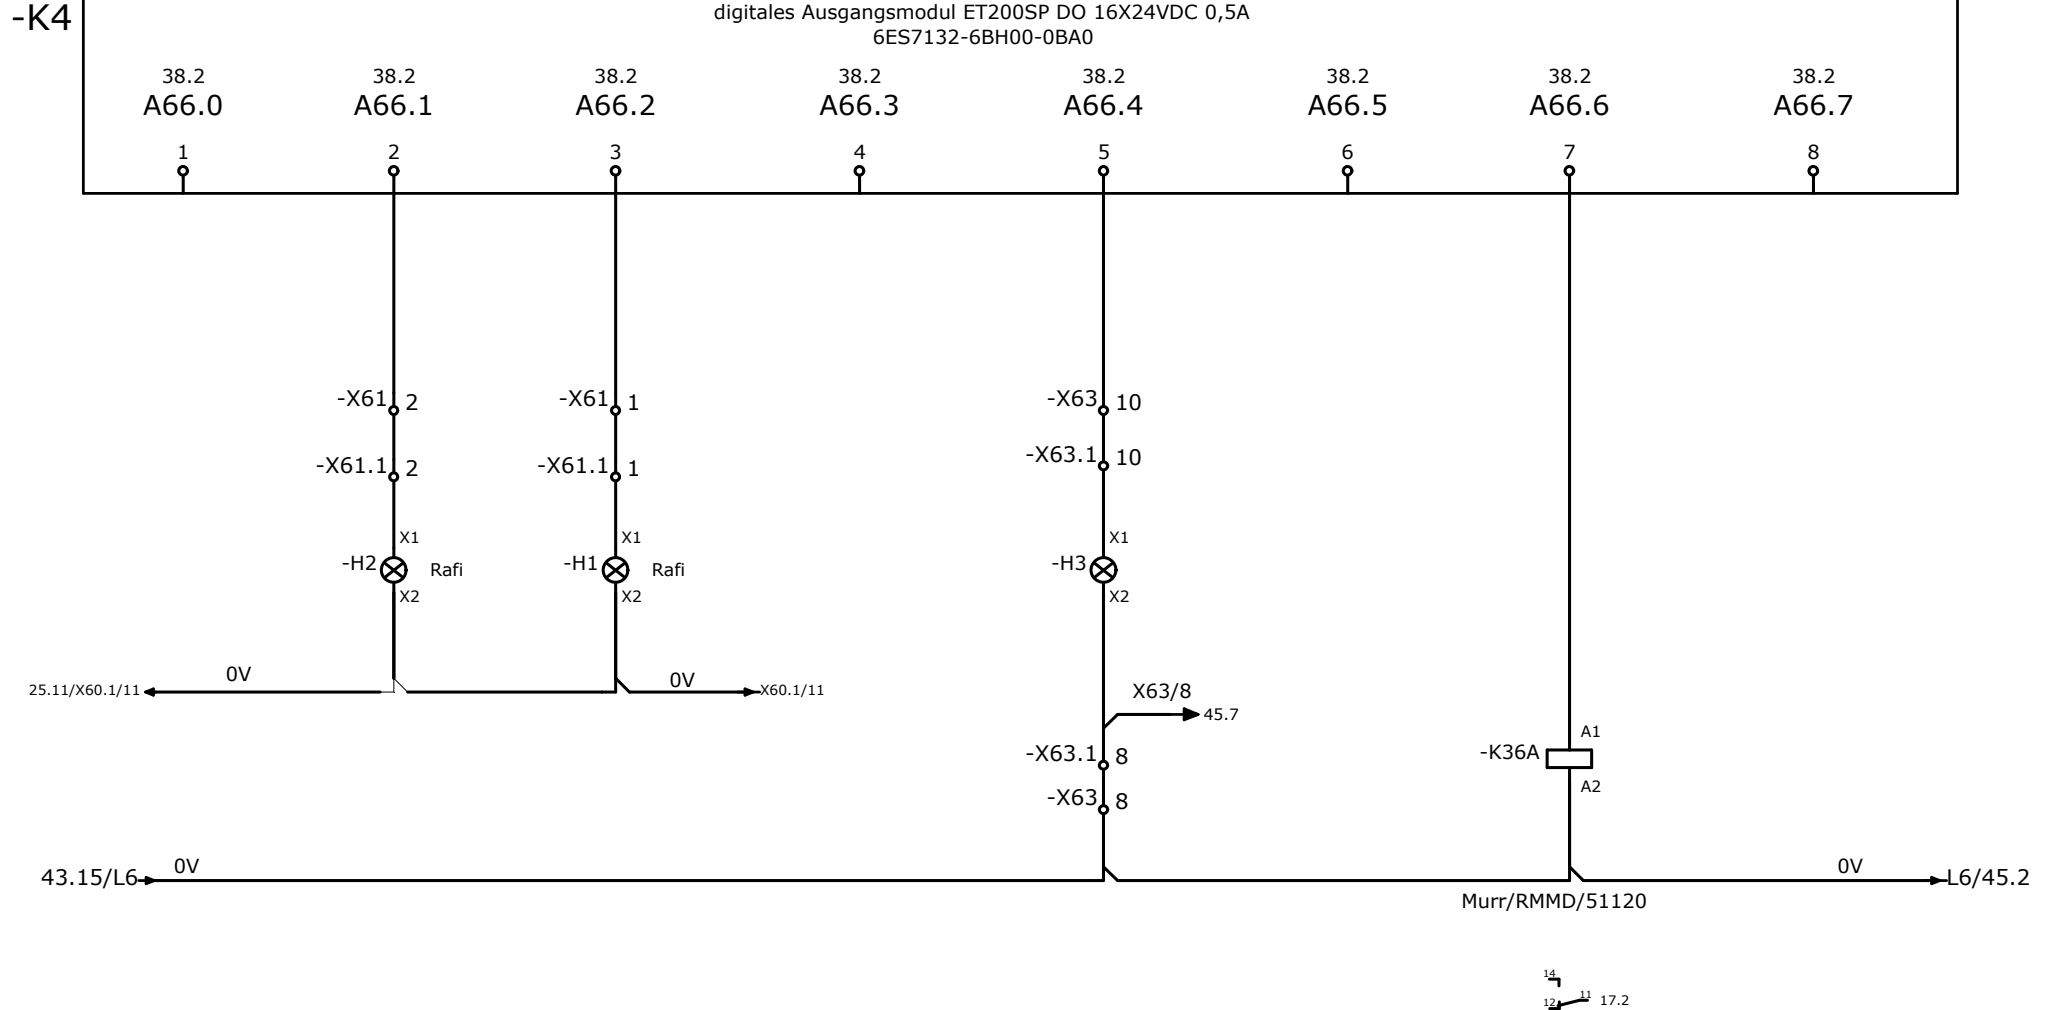 -K4
digitales Ausgangsmodul ET200SP DO 16X24VDC 0,5A
6ES7132-6BH00-0BA0
38.2 38.2 38.2 38.2 38.2 38.2 38.2 38.2
A66.0 A66.1 A66.2 A66.3 A66.4 A66.5 A66.6 A66.7
1 2 3 4 5 6 7 8
-X61 2 -X61 1 -X63 10
-X61.1 2 -X61.1 1 -X63.1 10
X1 X1 X1
-H2 Rafi -H1 Rafi -H3
X2 X2 X2
0V 0V X63/8
25.11/X60.1/11 X60.1/11 45.7
A1
-X63.1 8 -K36A
A2
-X63 8
0V 0V
43.15/L6 L6/45.2
Murr/RMMD/51120
14
12 11 17.2